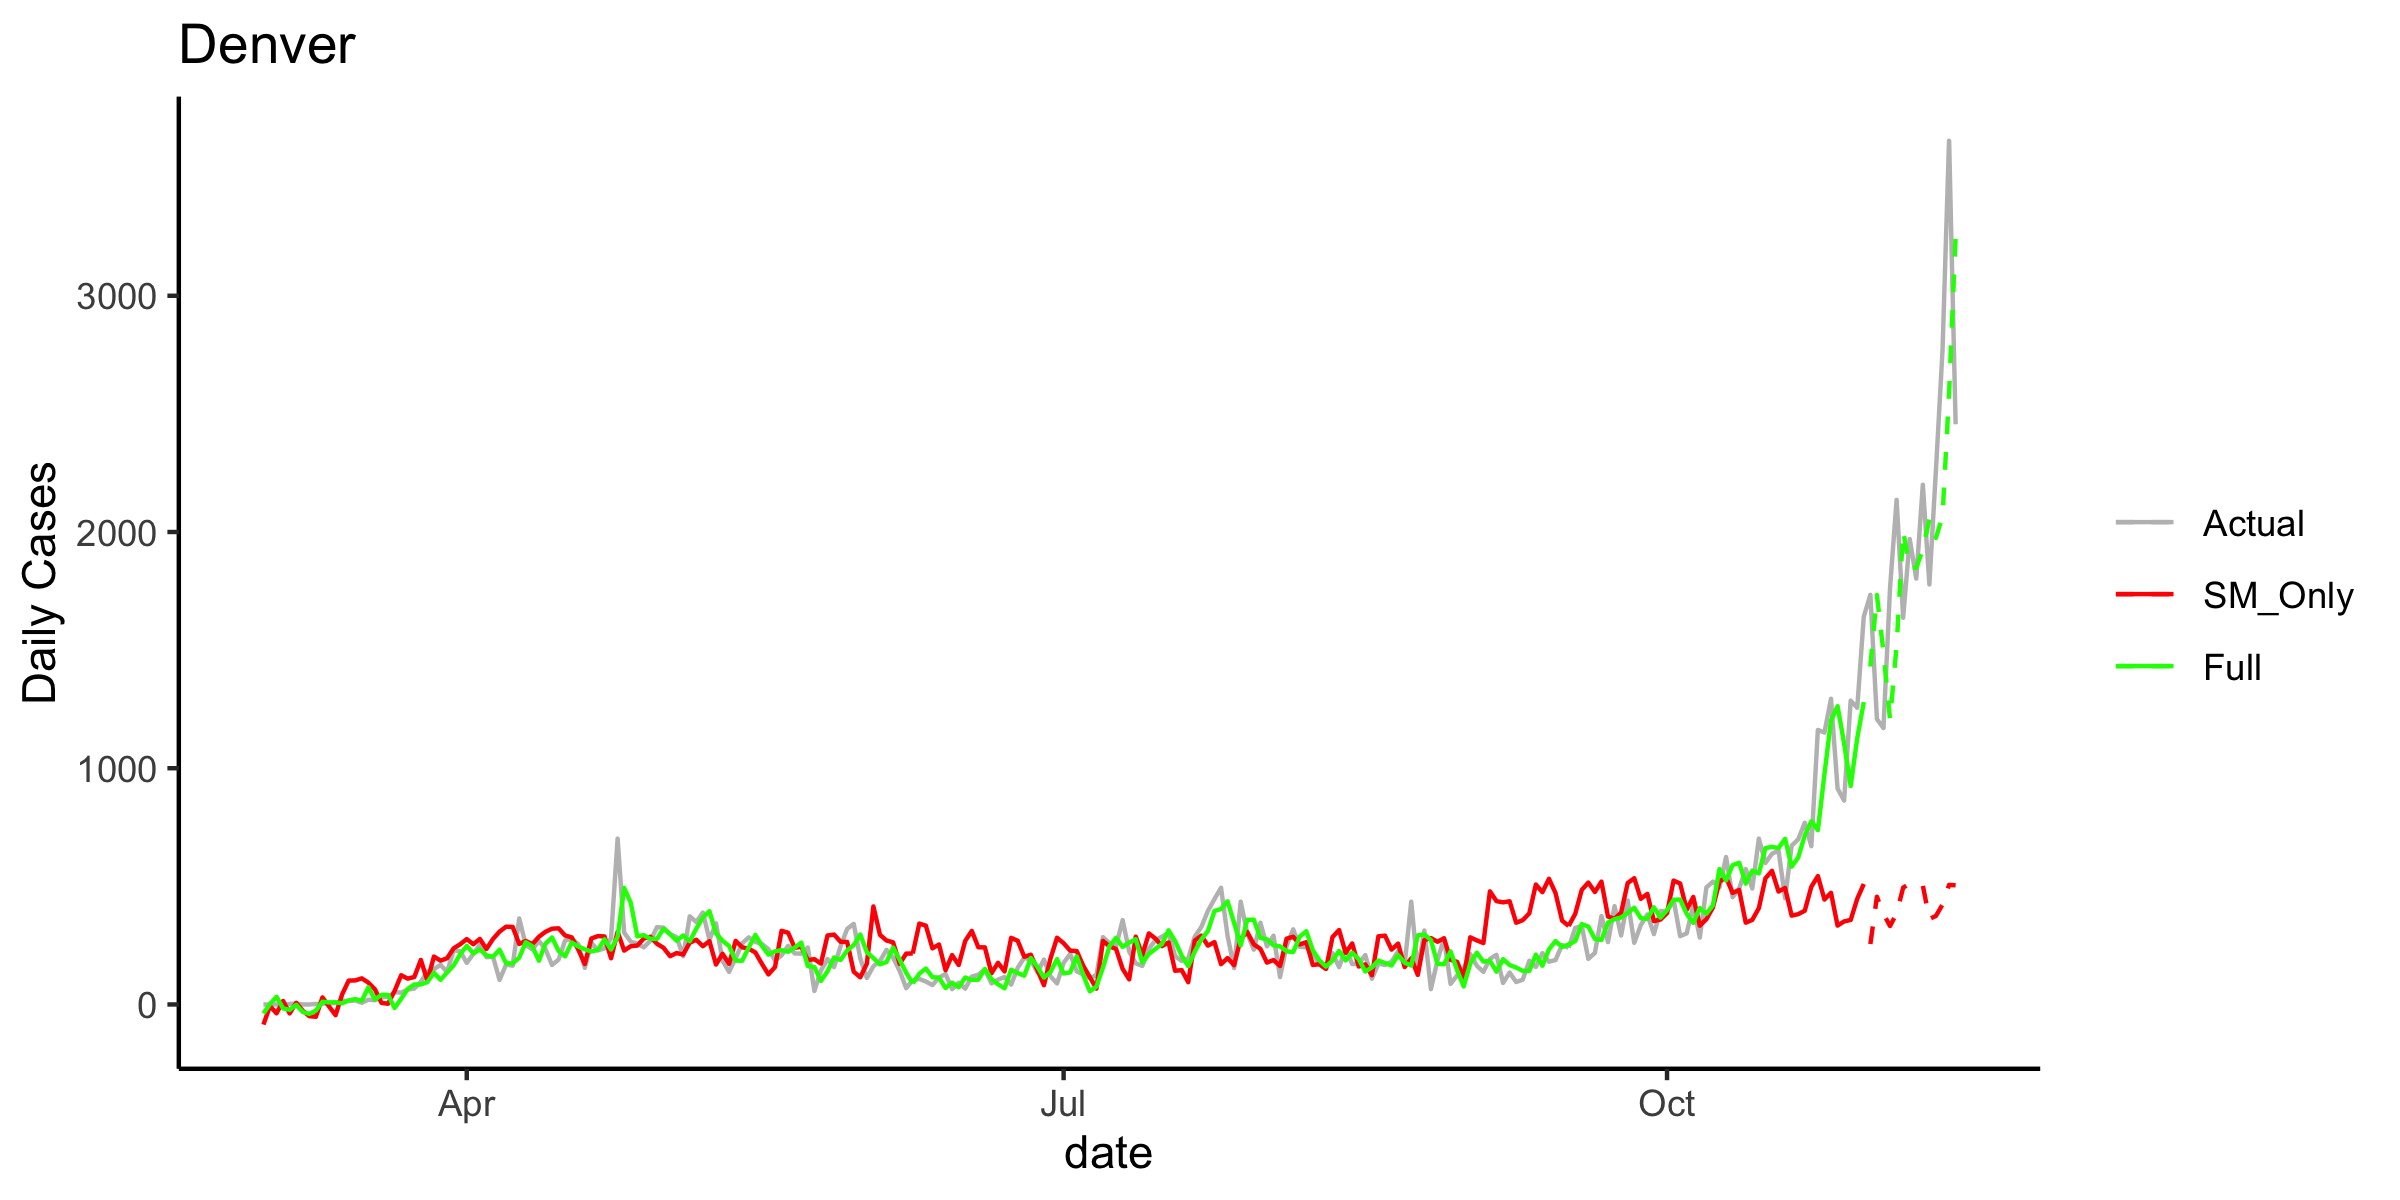 Denver
Daily Cases
3000
2000
1000
0
Apr
Jul
Oct
date
Actual
SM_Only
Full